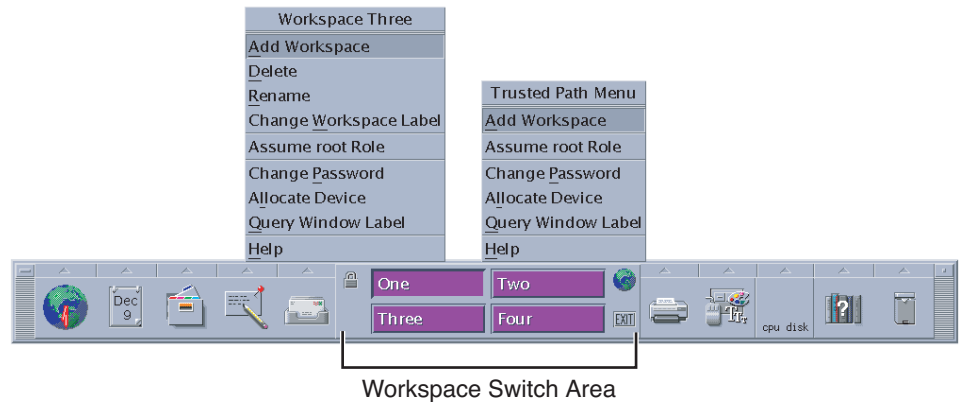 Workspace Three
Add Workspace
Delete
Rename
Change Workspace Label
Assume root Role
Change Password
Allocate Device
Query Window Label
Help
Trusted Path Menu
Add Workspace
Assume root Role
Change Password
Allocate Device
Query Window Label
Help
Dec
9
One
Two
Three
Four
EXIT
TTT
cpu disk
?
Workspace Switch Area